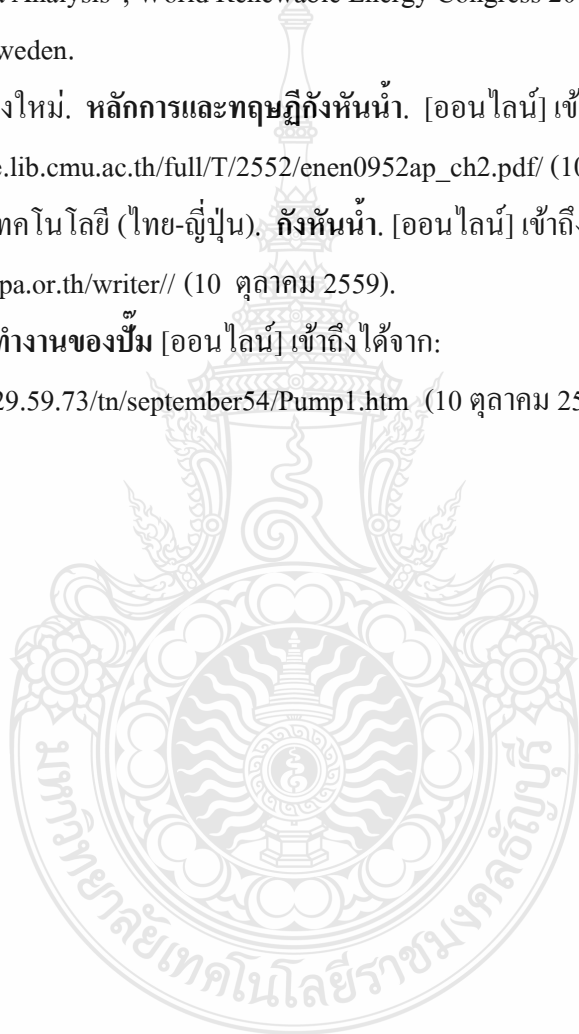 . Analysis", World Renewable Energy Congress 20
weden.
งใหม่. หลักการและทฤษฎีกังหันน้ำ. [ออนไลน์] เข้า
e.lib.cmu.ac.th/full/T/2552/enen0952ap_ch2.pdf/ (10
ทคโนโลยี (ไทย-ญี่ปุ่น). กังหันน้ำ. [ออนไลน์] เข้าถึง
pa.or.th/writer// (10 ตุลาคม 2559).
ทำงานของปั๊ม [ออนไลน์] เข้าถึงได้จาก:
29.59.73/tn/september54/Pump1.htm (10 ตุลาคม 25
มหาวิทยาลัยเทคโนโลยีราชมงคลธัญบุรี